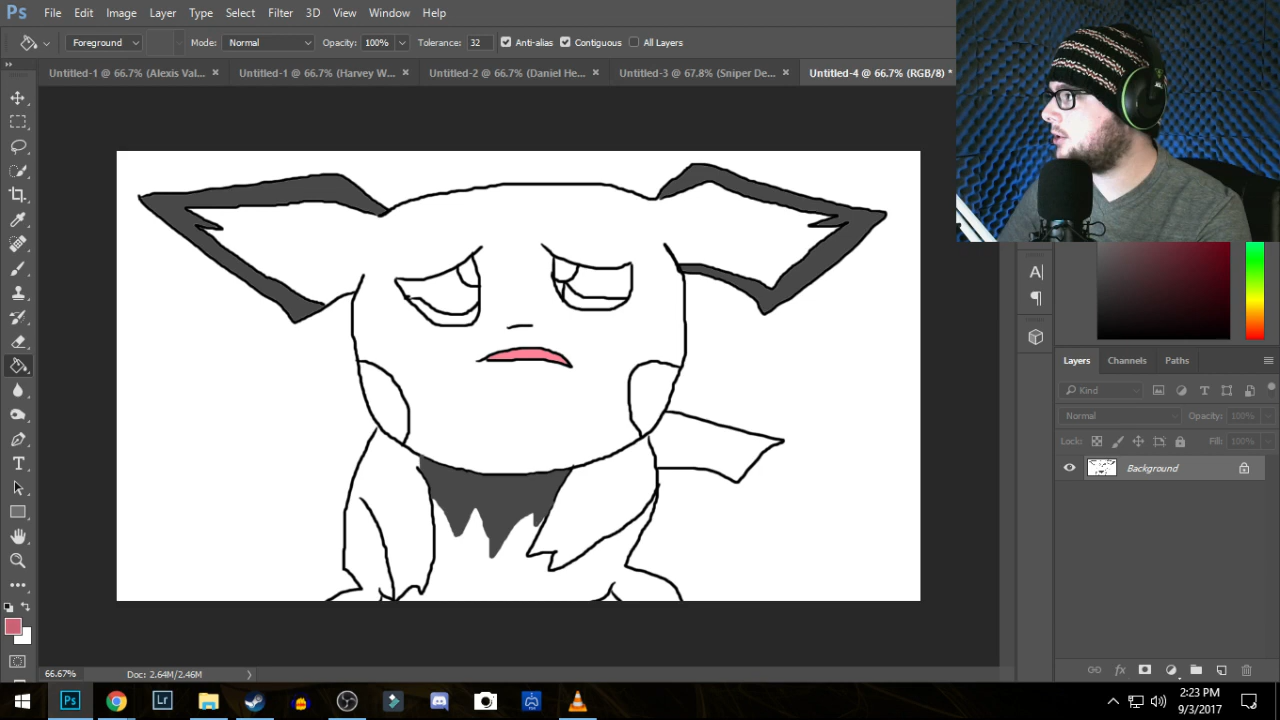 Ps File Edit Image Layer Type Select Filter 3D View Window Help
Foreground Mode: Normal Opacity: 100% Tolerance: 32 Anti-alias Contiguous All Layers
Untitled-1 @ 66.7% (Alexis Val... × Untitled-1 @ 66.7% (Harvey W... × Untitled-2 @ 66.7% (Daniel He... × Untitled-3 @ 67.8% (Sniper De... × Untitled-4 @ 66.7% (RGB/8) *
Layers Channels Paths
Kind
Normal Opacity: 100%
Lock: Fill: 100%
Background
fx
66.67% Doc: 2.64M/2.46M
Ps Lr
2:23 PM
9/3/2017